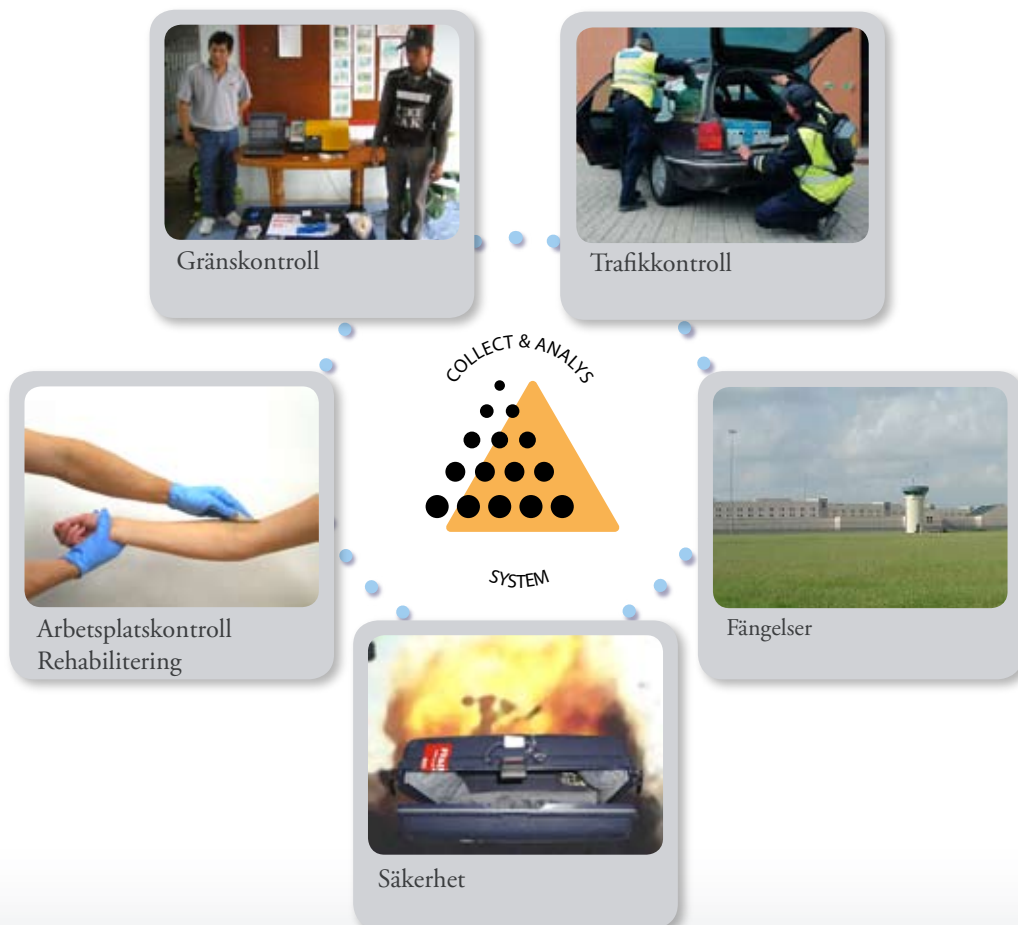 Gränskontroll
Trafikkontroll
COLLECT & ANALYS
SYSTEM
Arbetsplatskontroll
Rehabilitering
Fängelser
Säkerhet